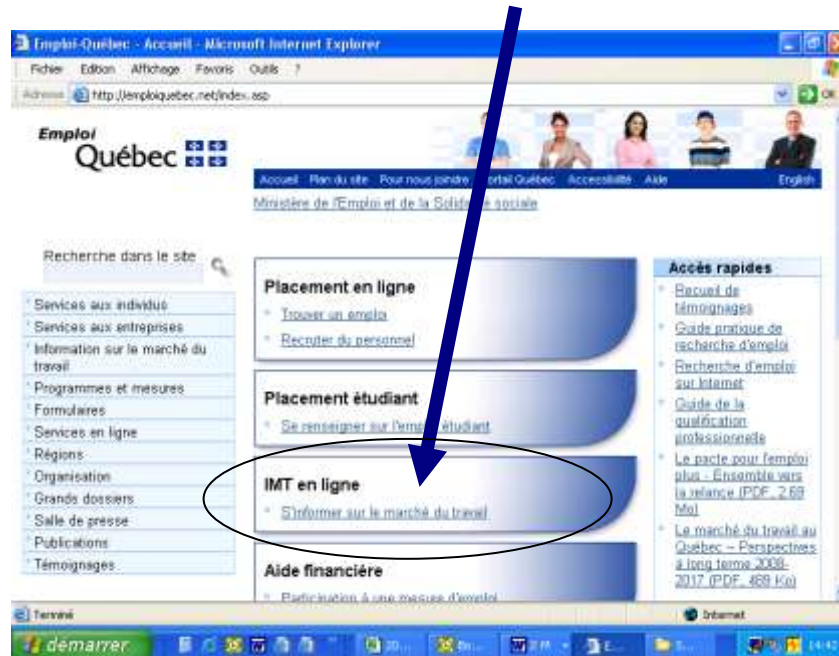 Emploi-Québec - Accueil - Microsoft Internet Explorer
Fichier Edition Affichage Favoris Outils ?
Adresse http://emploiquebec.net/index.asp OK
Emploi
Québec
Accueil Plan du site Pour nous joindre Portail Québec Accessibilité Aide English
Ministère de l'Emploi et de la Solidarité sociale
Recherche dans le site
Services aux individus
Services aux entreprises
Information sur le marché du
travail
Programmes et mesures
Formulaires
Services en ligne
Régions
Organisation
Grands dossiers
Salle de presse
Publications
Témoignages
Placement en ligne
Trouver un emploi
Recruter du personnel
Placement étudiant
Se renseigner sur l'emploi étudiant
IMT en ligne
S'informer sur le marché du travail
Aide financière
Participation à une mesure d'emploi
Accès rapides
Recueil de
témoignages
Guide pratique de
recherche d'emploi
Recherche d'emploi
sur Internet
Guide de la
qualification
professionnelle
Le pacte pour l'emploi
plus - Ensemble vers
la relance (PDF, 2.69
Mo)
Le marché du travail au
Québec – Perspectives
à long terme 2008-
2017 (PDF, 469 Ko)
Terminé Internet
démarrer